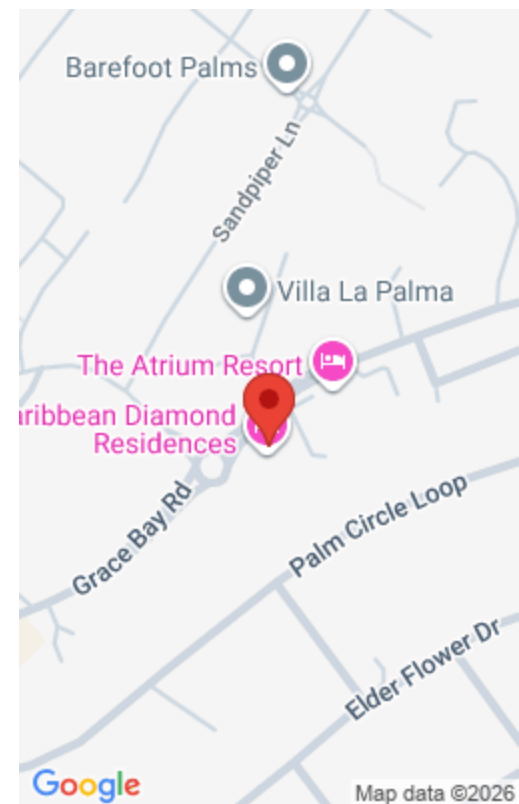 Barefoot Palms
Sandpiper Ln
Villa La Palma
The Atrium Resort
aribbean Diamond
Residences
Grace Bay Rd
Palm Circle Loop
Elder Flower Dr
Google
Map data ©2026